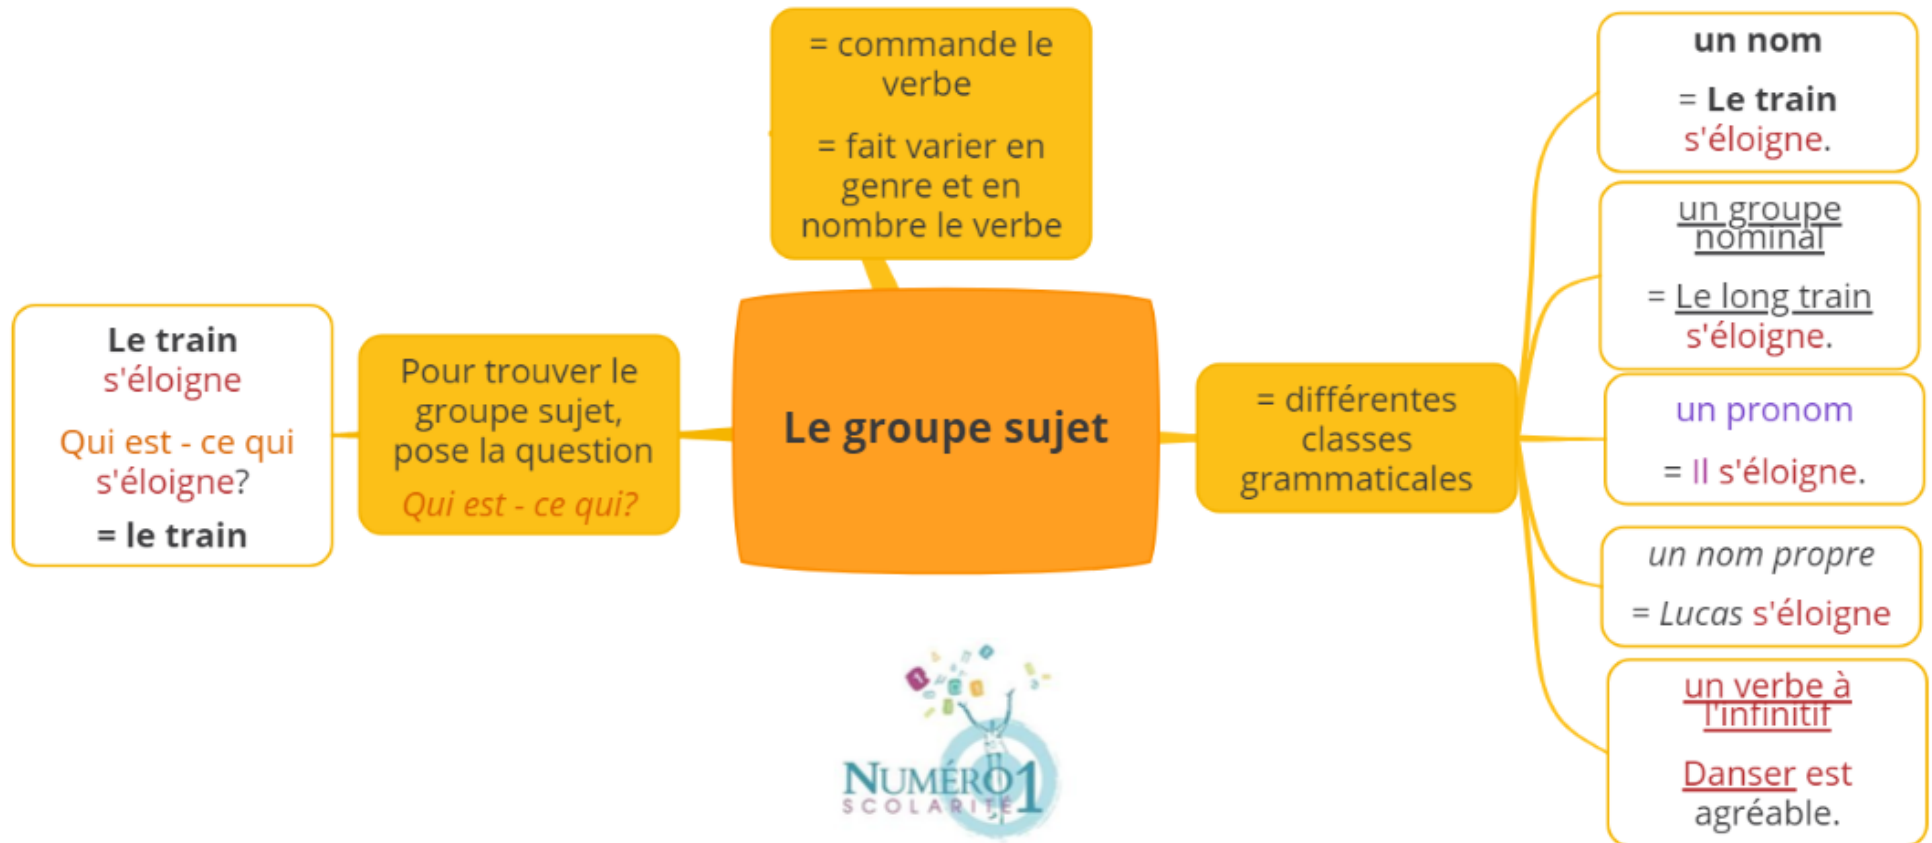 = commande le
verbe
= fait varier en
genre et en
nombre le verbe
Le train
s'éloigne
Qui est - ce qui
s'éloigne?
= le train
Pour trouver le
groupe sujet,
pose la question
Qui est - ce qui?
Le groupe sujet
= différentes
classes
grammaticales
un nom
= Le train
s'éloigne.
un groupe
nominal
= Le long train
s'éloigne.
un pronom
= Il s'éloigne.
un nom propre
= Lucas s'éloigne
un verbe à
l'infinitif
Danser est
agréable.
NUMÉRO1
SCOLARITÉ